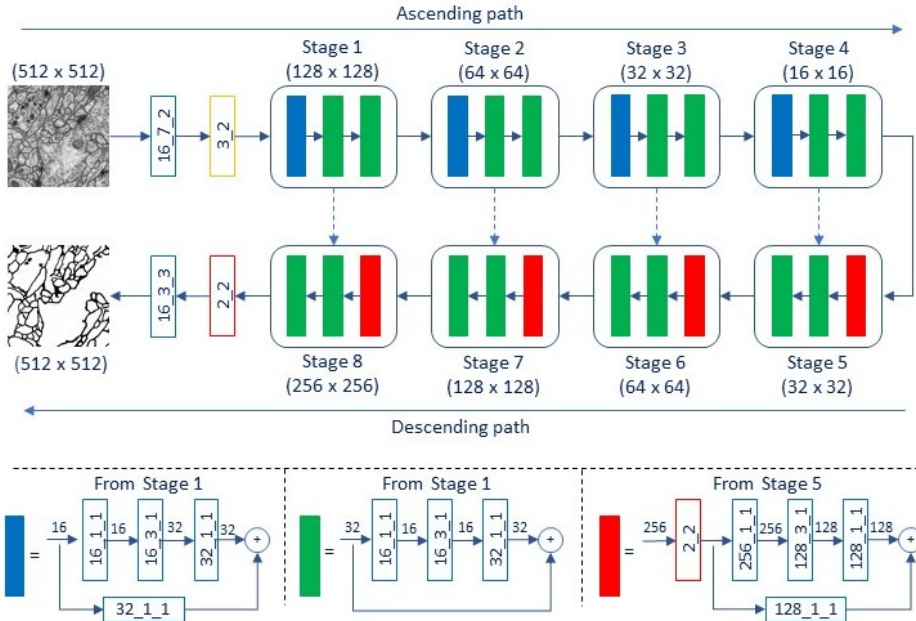 Ascending path
Stage 1
(128 x 128)
Stage 2
(64 x 64)
Stage 3
(32 x 32)
Stage 4
(16 x 16)
(512 x 512)
16_7_2
3_2
16_3_3
2_2
(512 x 512)
Stage 8
(256 x 256)
Stage 7
(128 x 128)
Stage 6
(64 x 64)
Stage 5
(32 x 32)
Descending path
From Stage 1
=
16
16_1_1
16
16_3_1
32
32_1_1
32
+
32_1_1
From Stage 1
=
32
16_1_1
16
16_3_1
16
32_1_1
32
+
From Stage 5
=
256
2_2
256_1_1
256
128_3_1
128
128_1_1
128
+
128_1_1